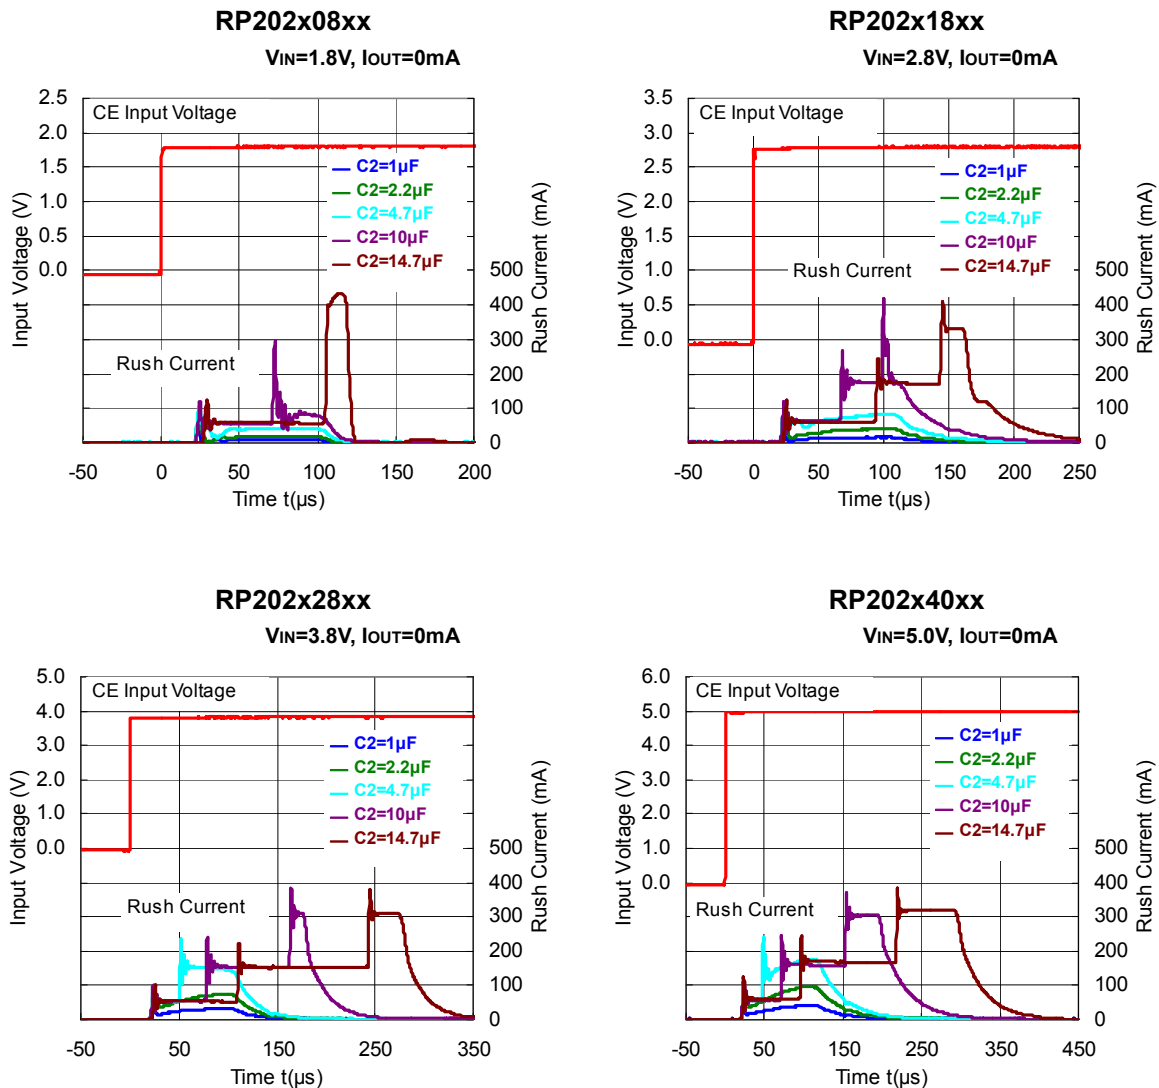 RP202x08xx
VIN=1.8V, IOUT=0mA
CE Input Voltage
2.5
2.0
1.5
1.0
0.5
0.0
Input Voltage (V)
C2=1µF
C2=2.2µF
C2=4.7µF
C2=10µF
C2=14.7µF
Rush Current
500
400
300
200
100
0
Rush Current (mA)
-50 0 50 100 150 200
Time t(µs)
RP202x18xx
VIN=2.8V, IOUT=0mA
CE Input Voltage
3.5
3.0
2.5
2.0
1.5
1.0
0.5
0.0
Input Voltage (V)
C2=1µF
C2=2.2µF
C2=4.7µF
C2=10µF
C2=14.7µF
Rush Current
500
400
300
200
100
0
Rush Current (mA)
-50 0 50 100 150 200 250
Time t(µs)
RP202x28xx
VIN=3.8V, IOUT=0mA
CE Input Voltage
5.0
4.0
3.0
2.0
1.0
0.0
Input Voltage (V)
C2=1µF
C2=2.2µF
C2=4.7µF
C2=10µF
C2=14.7µF
Rush Current
500
400
300
200
100
0
Rush Current (mA)
-50 50 150 250 350
Time t(µs)
RP202x40xx
VIN=5.0V, IOUT=0mA
CE Input Voltage
6.0
5.0
4.0
3.0
2.0
1.0
0.0
Input Voltage (V)
C2=1µF
C2=2.2µF
C2=4.7µF
C2=10µF
C2=14.7µF
Rush Current
500
400
300
200
100
0
Rush Current (mA)
-50 50 150 250 350 450
Time t(µs)